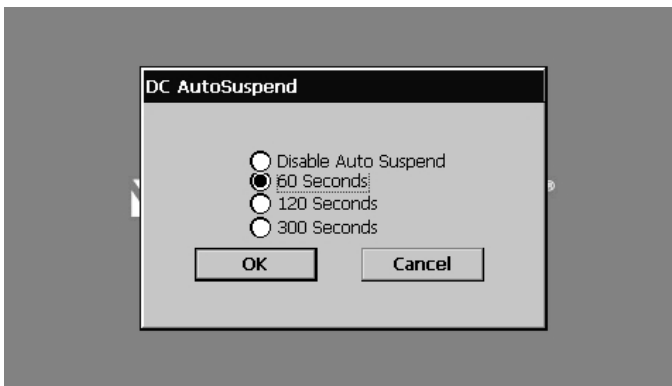 DC AutoSuspend
Disable Auto Suspend
60 Seconds
120 Seconds
300 Seconds
OK Cancel
®